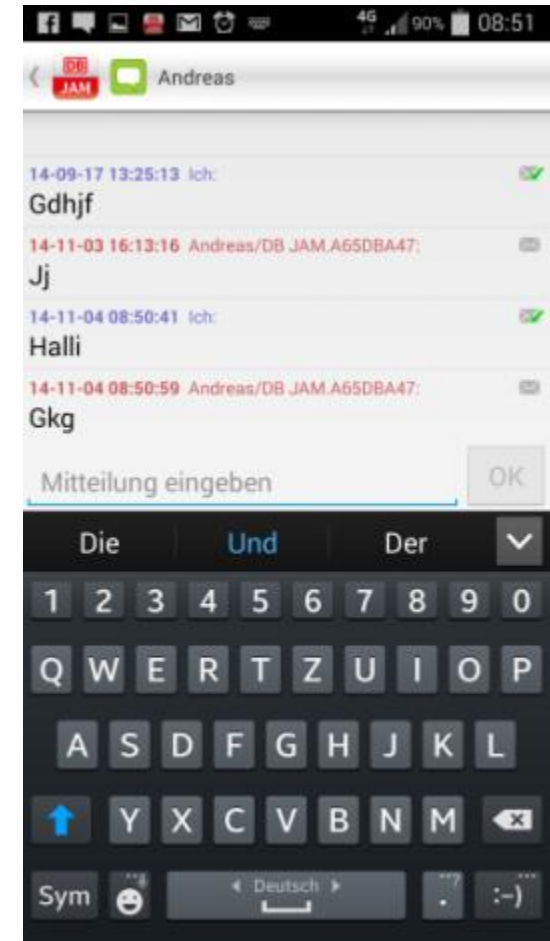 4G 90% 08:51
DB JAM Andreas
14-09-17 13:25:13 Ich:
Gdhjf
14-11-03 16:13:16 Andreas/DB JAM.A65DBA47:
Jj
14-11-04 08:50:41 Ich:
Halli
14-11-04 08:50:59 Andreas/DB JAM.A65DBA47:
Gkg
Mitteilung eingeben OK
Die Und Der
1 2 3 4 5 6 7 8 9 0
Q W E R T Z U I O P
A S D F G H J K L
Y X C V B N M
Sym Deutsch . :-)